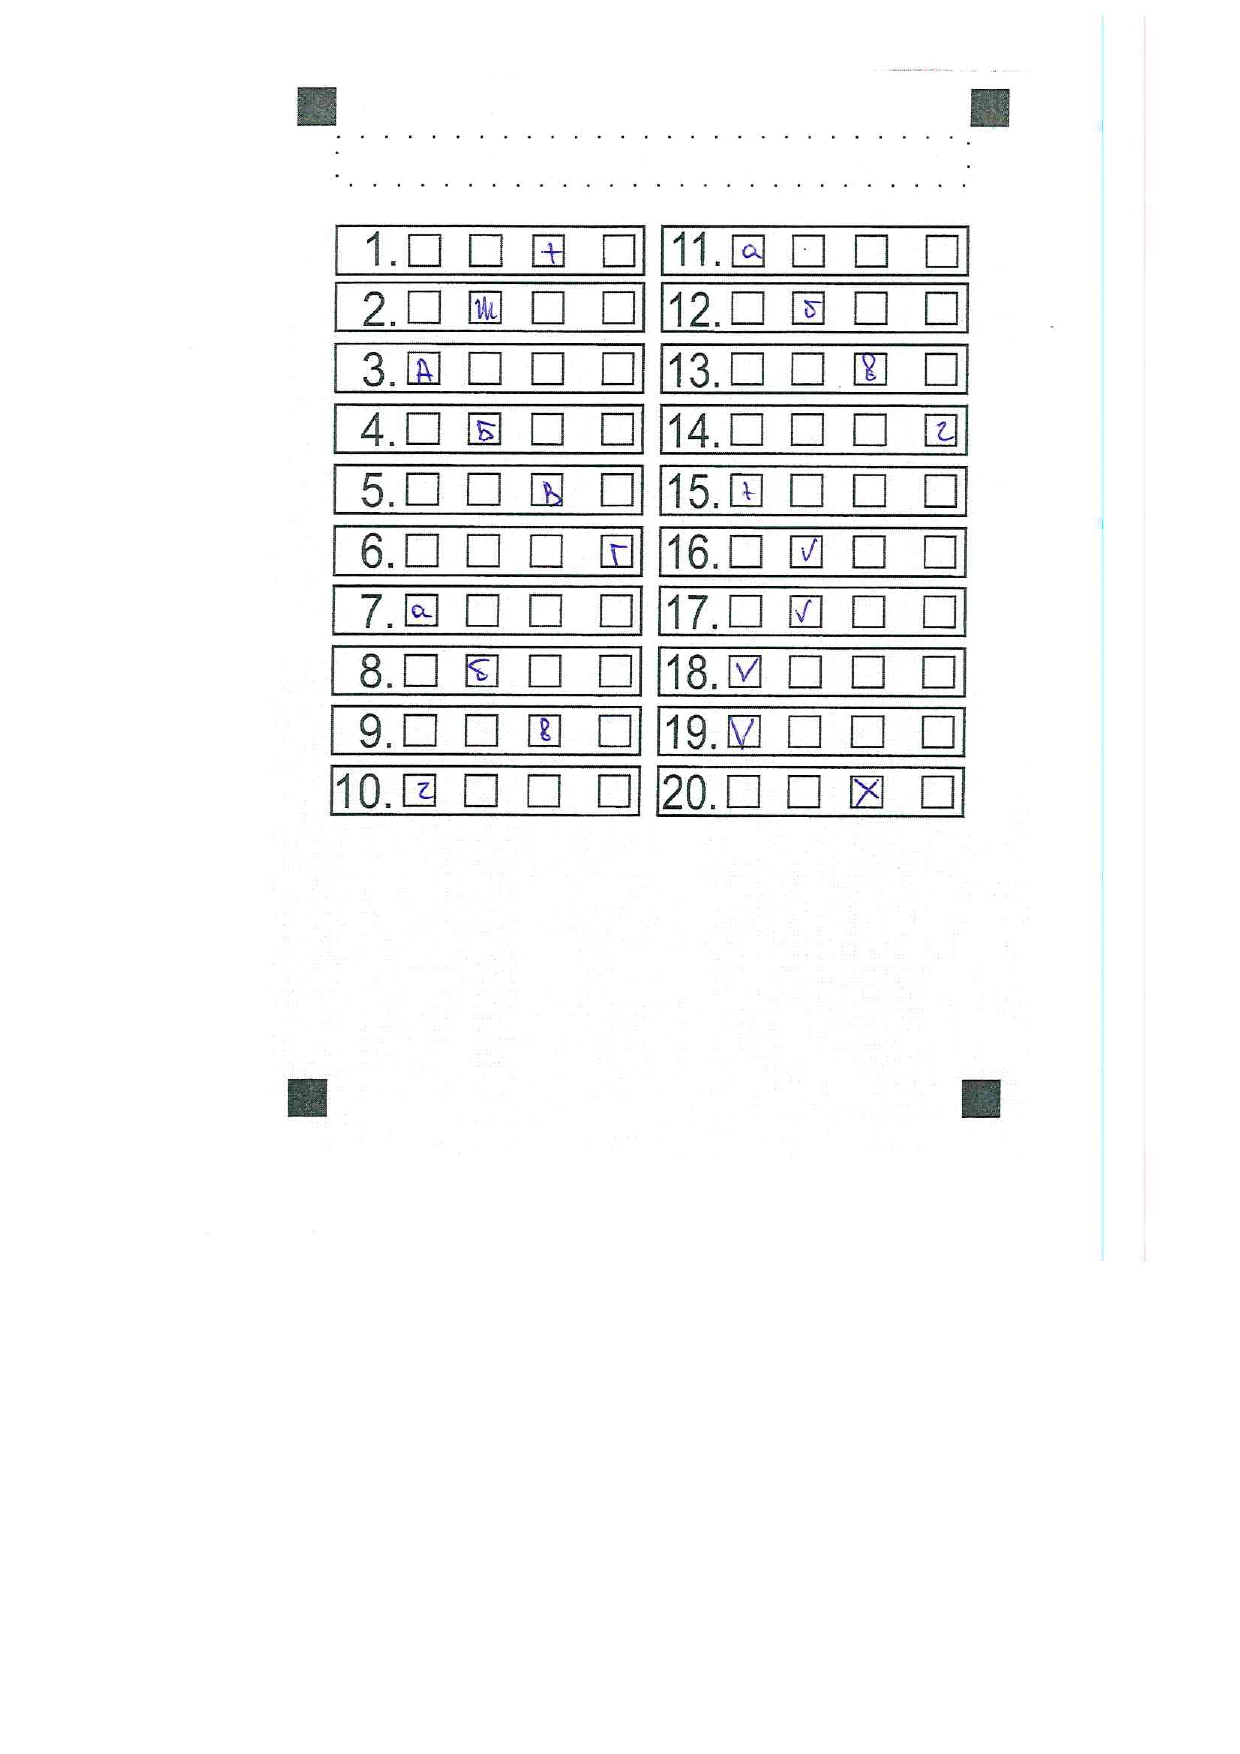 1. +
2. Ш
3. А
4. Б
5. В
6. Г
7. а
8. Б
9. в
10. г
11. а
12. б
13. в
14. г
15. +
16. V
17. V
18. V
19. V
20. X